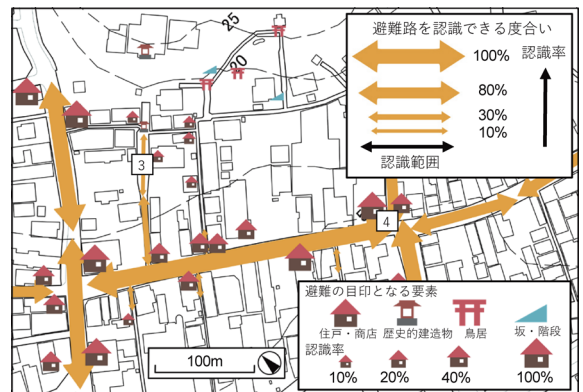 25
20
避難路を認識できる度合い
100%
認識率
80%
30%
10%
認識範囲
3
4
避難の目印となる要素
住戸・商店 歴史的建造物 鳥居 坂・階段
認識率
10% 20% 40% 100%
100m